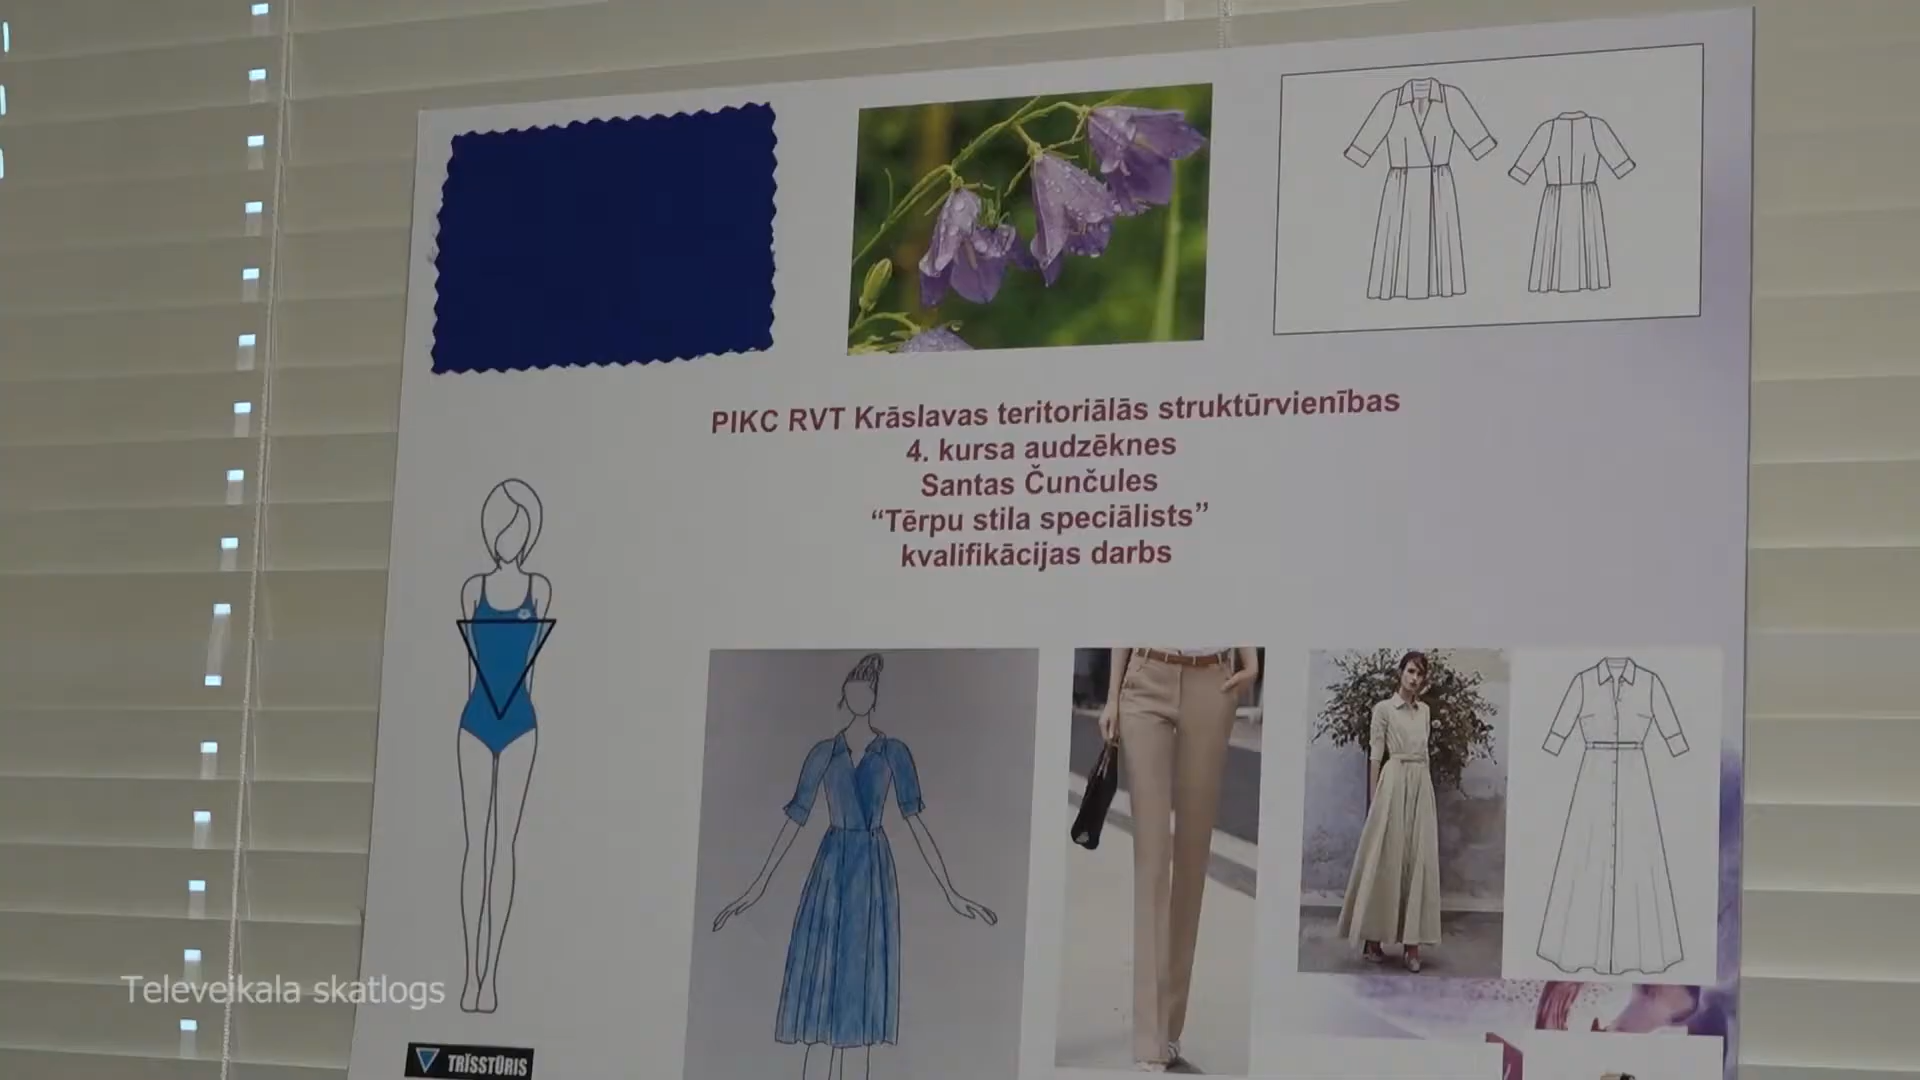 PIKC RVT Krāslavas teritoriālās struktūrvienības
4. kursa audzēknes
Santas Čunčules
“Tērpu stila speciālists”
kvalifikācijas darbs
Televeikala skatlogs
TRĪSSTŪRIS